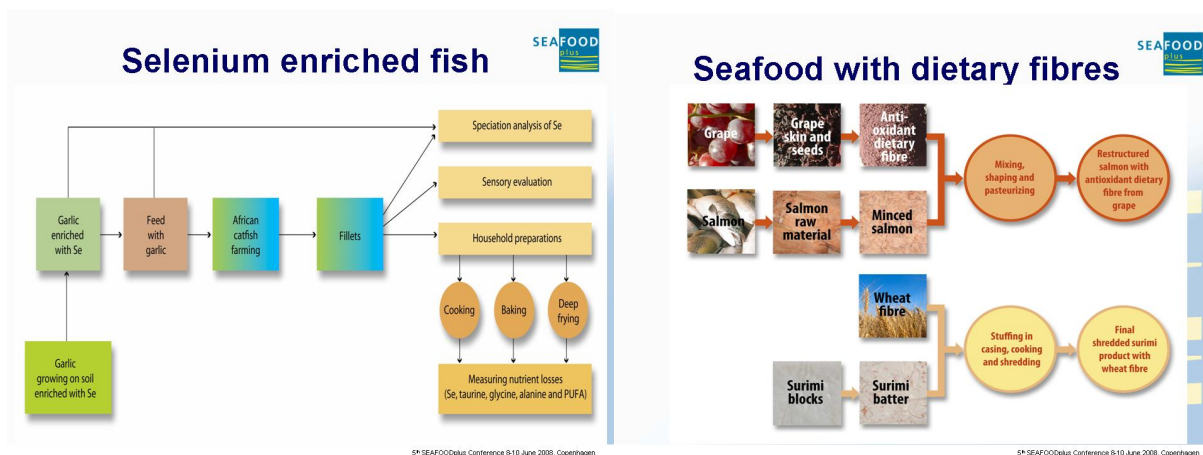 Selenium enriched fish
SEAFOOD
plus
Speciation analysis of Se
Sensory evaluation
Garlic
enriched
with Se
Feed
with
garlic
African
catfish
farming
Fillets
Household preparations
Cooking
Baking
Deep
frying
Garlic
growing on soil
enriched with Se
Measuring nutrient losses
(Se, taurine, glycine, alanine and PUFA)
5th SEAFOODplus Conference 8-10 June 2008, Copenhagen
Seafood with dietary fibres
SEAFOOD
plus
Grape
Grape
skin and
seeds
Anti-
oxidant
dietary
fibre
Mixing,
shaping and
pasteurizing
Restructured
salmon with
antioxidant dietary
fibre from
grape
Salmon
Salmon
raw
material
Minced
salmon
Wheat
fibre
Stuffing in
casing, cooking
and shredding
Final
shredded surimi
product with
wheat fibre
Surimi
blocks
Surimi
batter
5th SEAFOODplus Conference 8-10 June 2008, Copenhagen